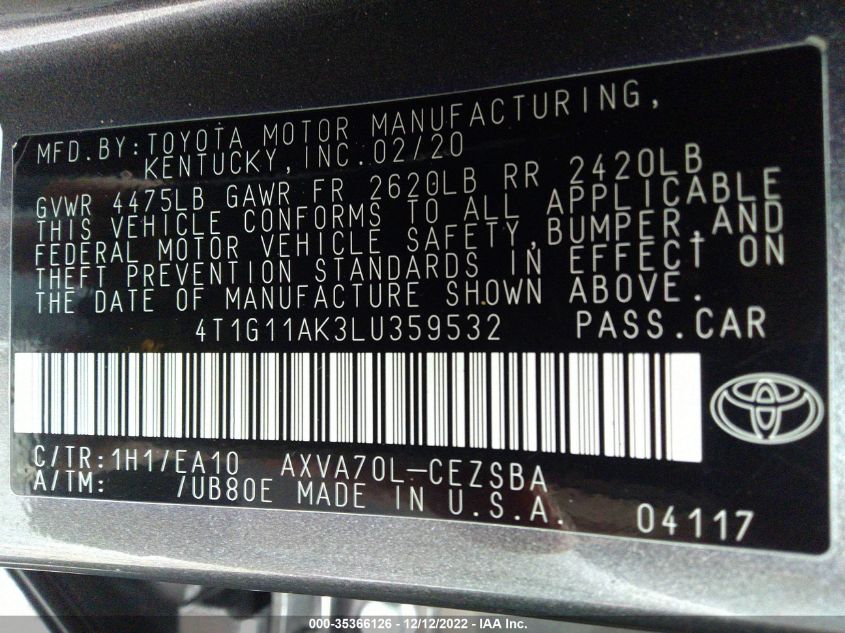 MFD.BY:TOYOTA MOTOR MANUFACTURING,
KENTUCKY,INC.02/20
GVWR 4475LB GAWR FR 2620LB RR 2420LB
THIS VEHICLE CONFORMS TO ALL APPLICABLE
FEDERAL MOTOR VEHICLE SAFETY,BUMPER,AND
THEFT PREVENTION STANDARDS IN EFFECT ON
THE DATE OF MANUFACTURE SHOWN ABOVE.
4T1G11AK3LU359532 PASS.CAR
C/TR:1H1/EA10 AXVA70L-CEZSBA
A/TM: /UB80E MADE IN U.S.A. 04117
000-35366126 - 12/12/2022 - IAA Inc.